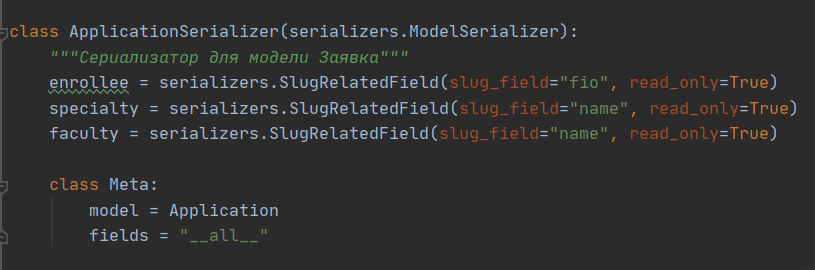 class ApplicationSerializer(serializers.ModelSerializer):
    """Сериализатор для модели Заявка"""
    enrollee = serializers.SlugRelatedField(slug_field="fio", read_only=True)
    specialty = serializers.SlugRelatedField(slug_field="name", read_only=True)
    faculty = serializers.SlugRelatedField(slug_field="name", read_only=True)
    class Meta:
        model = Application
        fields = "__all__"